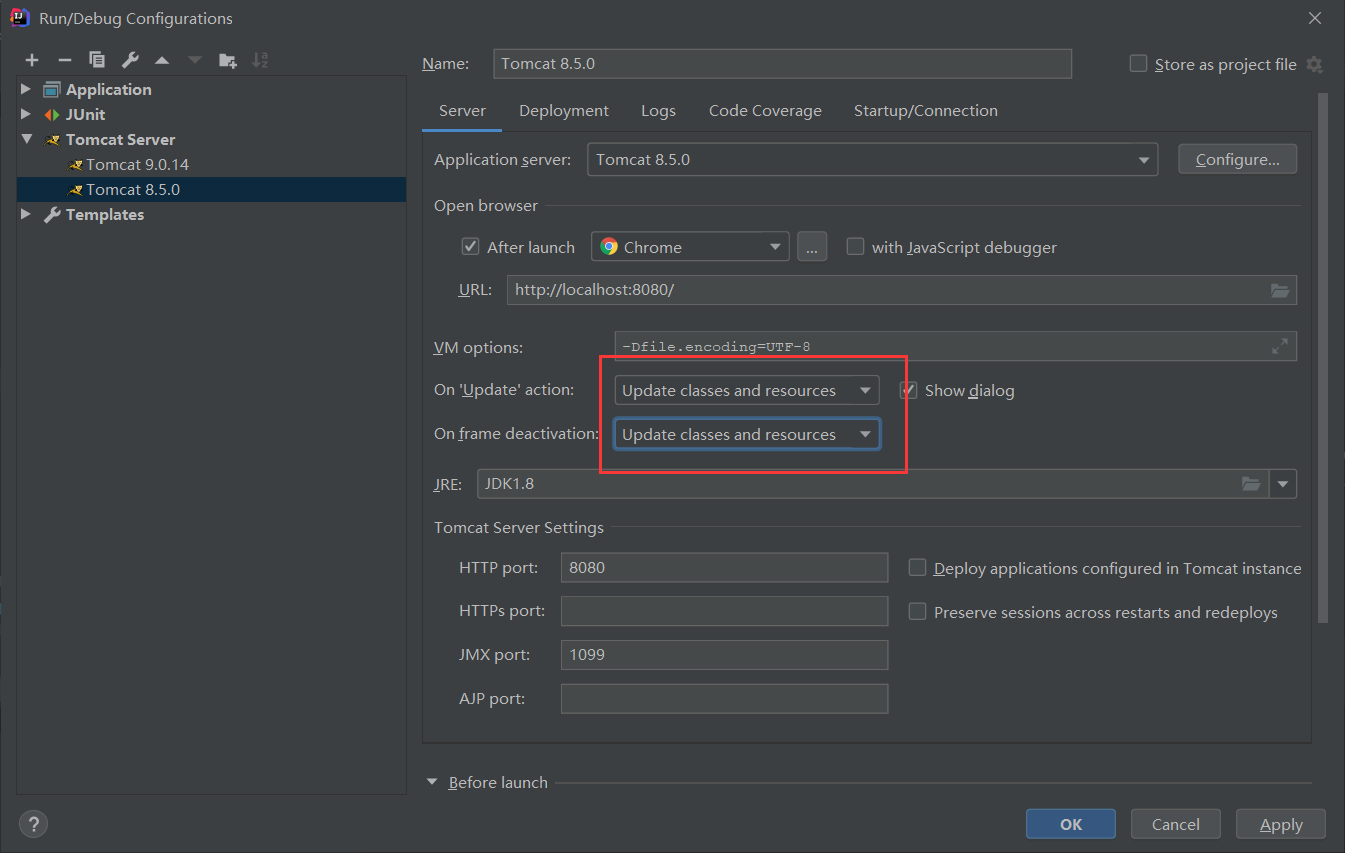 Run/Debug Configurations
Name: Tomcat 8.5.0 Store as project file
Application
JUnit
Tomcat Server
Tomcat 9.0.14
Tomcat 8.5.0
Templates
Server Deployment Logs Code Coverage Startup/Connection
Application server: Tomcat 8.5.0 Configure...
Open browser
After launch Chrome ... with JavaScript debugger
URL: http://localhost:8080/
VM options: -Dfile.encoding=UTF-8
On 'Update' action: Update classes and resources Show dialog
On frame deactivation: Update classes and resources
JRE: JDK1.8
Tomcat Server Settings
HTTP port: 8080 Deploy applications configured in Tomcat instance
HTTPs port: Preserve sessions across restarts and redeploys
JMX port: 1099
AJP port:
Before launch
? OK Cancel Apply